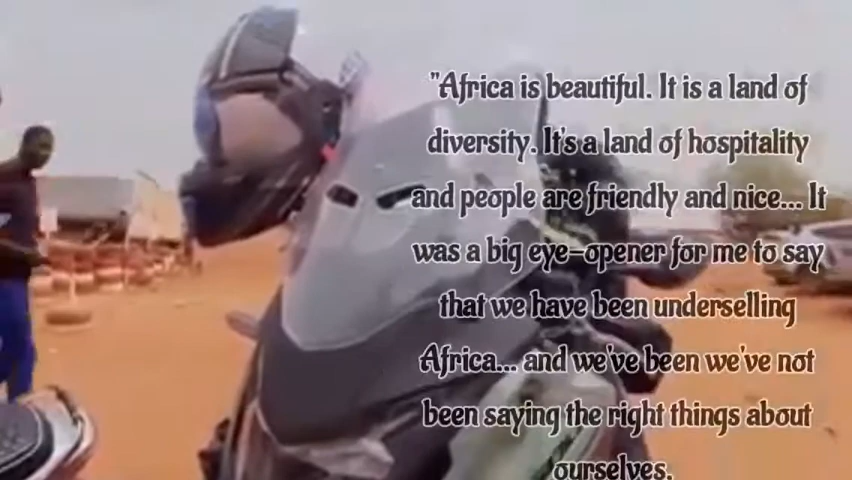 "Africa is beautiful. It is a land of
diversity. It's a land of hospitality
and people are friendly and nice... It
was a big eye-opener for me to say
that we have been underselling
Africa... and we've been we've not
been saying the right things about
ourselves.